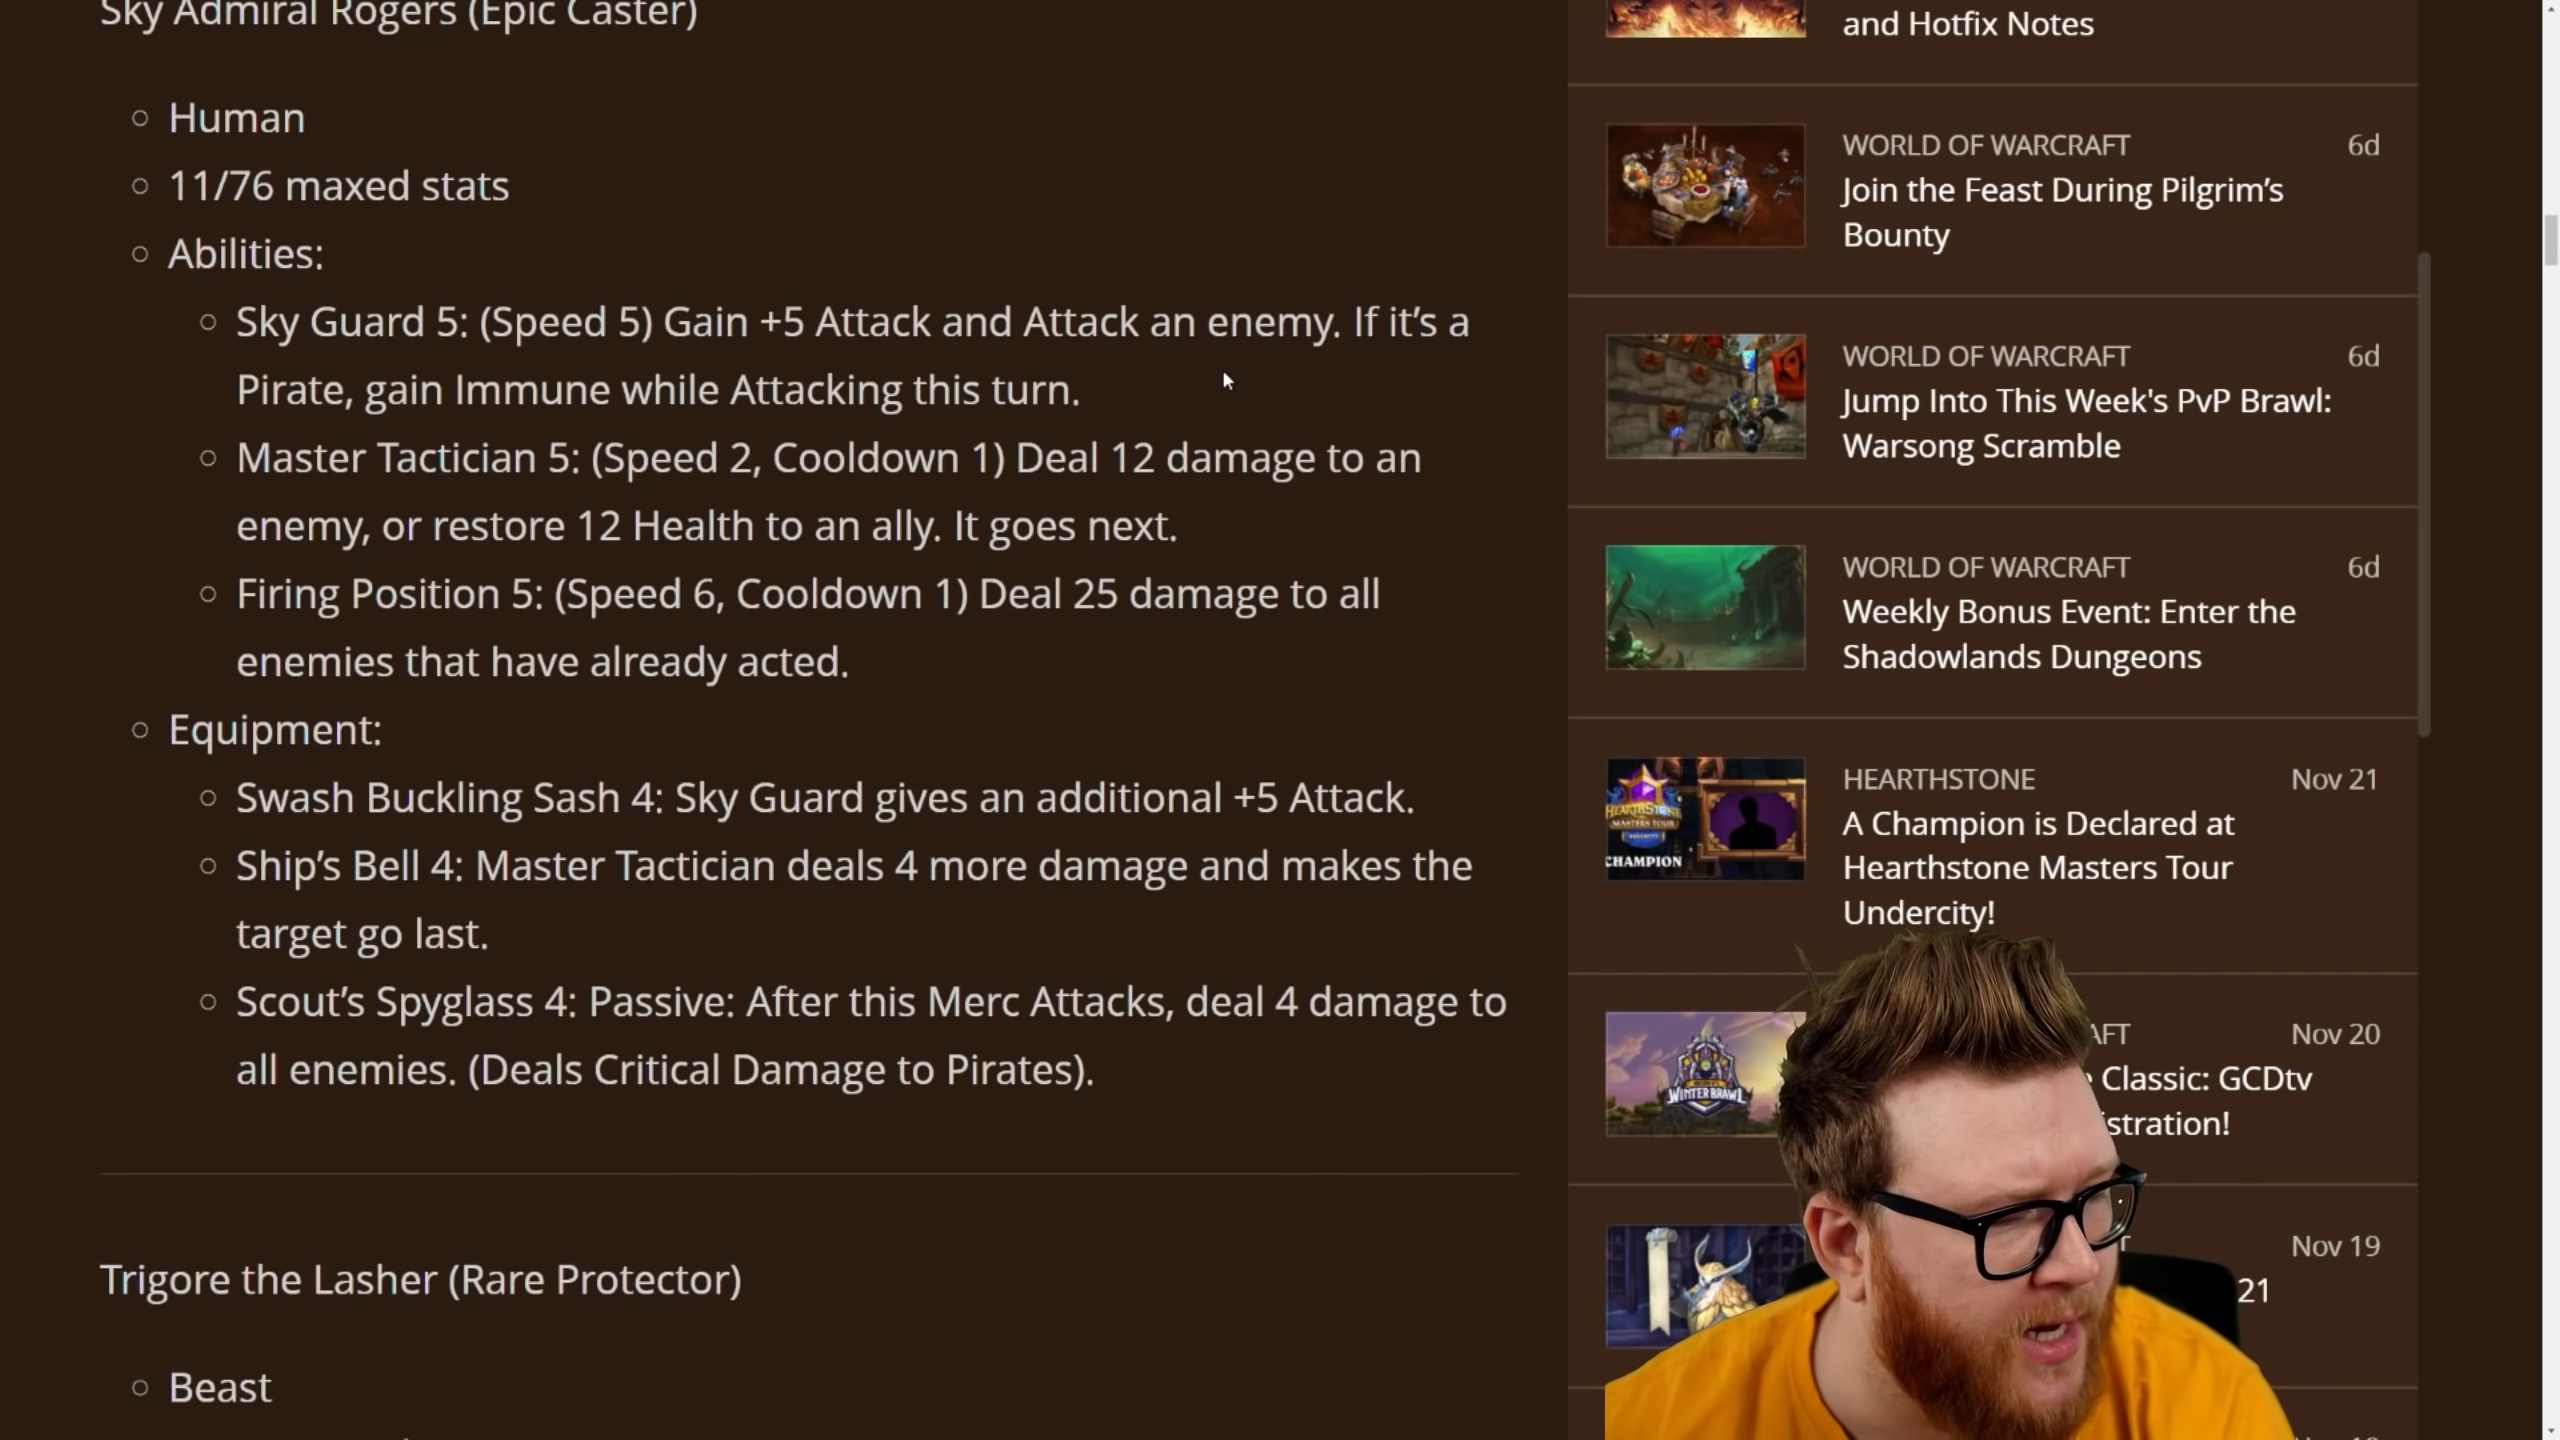 Sky Admiral Rogers (Epic Caster)
Human
11/76 maxed stats
Abilities:
Sky Guard 5: (Speed 5) Gain +5 Attack and Attack an enemy. If it’s a
Pirate, gain Immune while Attacking this turn.
Master Tactician 5: (Speed 2, Cooldown 1) Deal 12 damage to an
enemy, or restore 12 Health to an ally. It goes next.
Firing Position 5: (Speed 6, Cooldown 1) Deal 25 damage to all
enemies that have already acted.
Equipment:
Swash Buckling Sash 4: Sky Guard gives an additional +5 Attack.
Ship’s Bell 4: Master Tactician deals 4 more damage and makes the
target go last.
Scout’s Spyglass 4: Passive: After this Merc Attacks, deal 4 damage to
all enemies. (Deals Critical Damage to Pirates).
Trigore the Lasher (Rare Protector)
Beast
and Hotfix Notes
WORLD OF WARCRAFT 6d
Join the Feast During Pilgrim’s
Bounty
WORLD OF WARCRAFT 6d
Jump Into This Week's PvP Brawl:
Warsong Scramble
WORLD OF WARCRAFT 6d
Weekly Bonus Event: Enter the
Shadowlands Dungeons
HEARTHSTONE Nov 21
A Champion is Declared at
Hearthstone Masters Tour
Undercity!
HEARTHSTONE
MASTERS TOUR
CHAMPION
AFT Nov 20
Classic: GCDtv
stration!
WINTER BRAWL
Nov 19
21